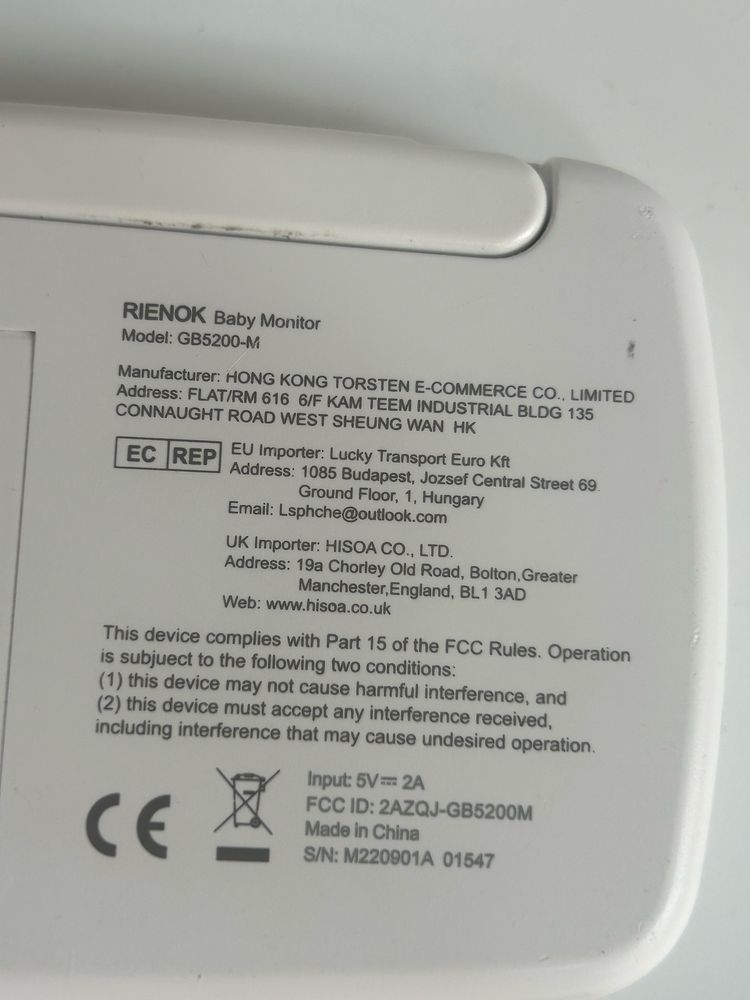 RIENOK Baby Monitor
Model: GB5200-M
Manufacturer: HONG KONG TORSTEN E-COMMERCE CO., LIMITED
Address: FLAT/RM 616 6/F KAM TEEM INDUSTRIAL BLDG 135
CONNAUGHT ROAD WEST SHEUNG WAN HK
EC REP
EU Importer: Lucky Transport Euro Kft
Address: 1085 Budapest, Jozsef Central Street 69.
Ground Floor, 1, Hungary
Email: Lsphche@outlook.com
UK Importer: HISOA CO., LTD.
Address: 19a Chorley Old Road, Bolton,Greater
Manchester,England, BL1 3AD
Web: www.hisoa.co.uk
This device complies with Part 15 of the FCC Rules. Operation
is subjuect to the following two conditions:
(1) this device may not cause harmful interference, and
(2) this device must accept any interference received,
including interference that may cause undesired operation.
CE
Input: 5V⎓2A
FCC ID: 2AZQJ-GB5200M
Made in China
S/N: M220901A 01547